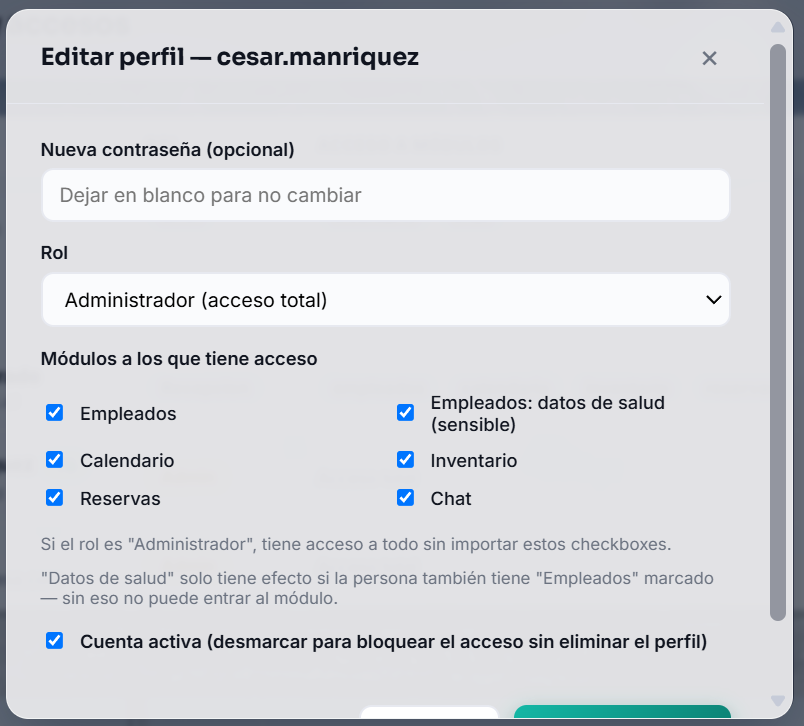 Editar perfil — cesar.manriquez
Nueva contraseña (opcional)
Dejar en blanco para no cambiar
Rol
Administrador (acceso total)
Módulos a los que tiene acceso
Empleados
Empleados: datos de salud
(sensible)
Calendario
Inventario
Reservas
Chat
Si el rol es "Administrador", tiene acceso a todo sin importar estos checkboxes.
"Datos de salud" solo tiene efecto si la persona también tiene "Empleados" marcado
— sin eso no puede entrar al módulo.
Cuenta activa (desmarcar para bloquear el acceso sin eliminar el perfil)